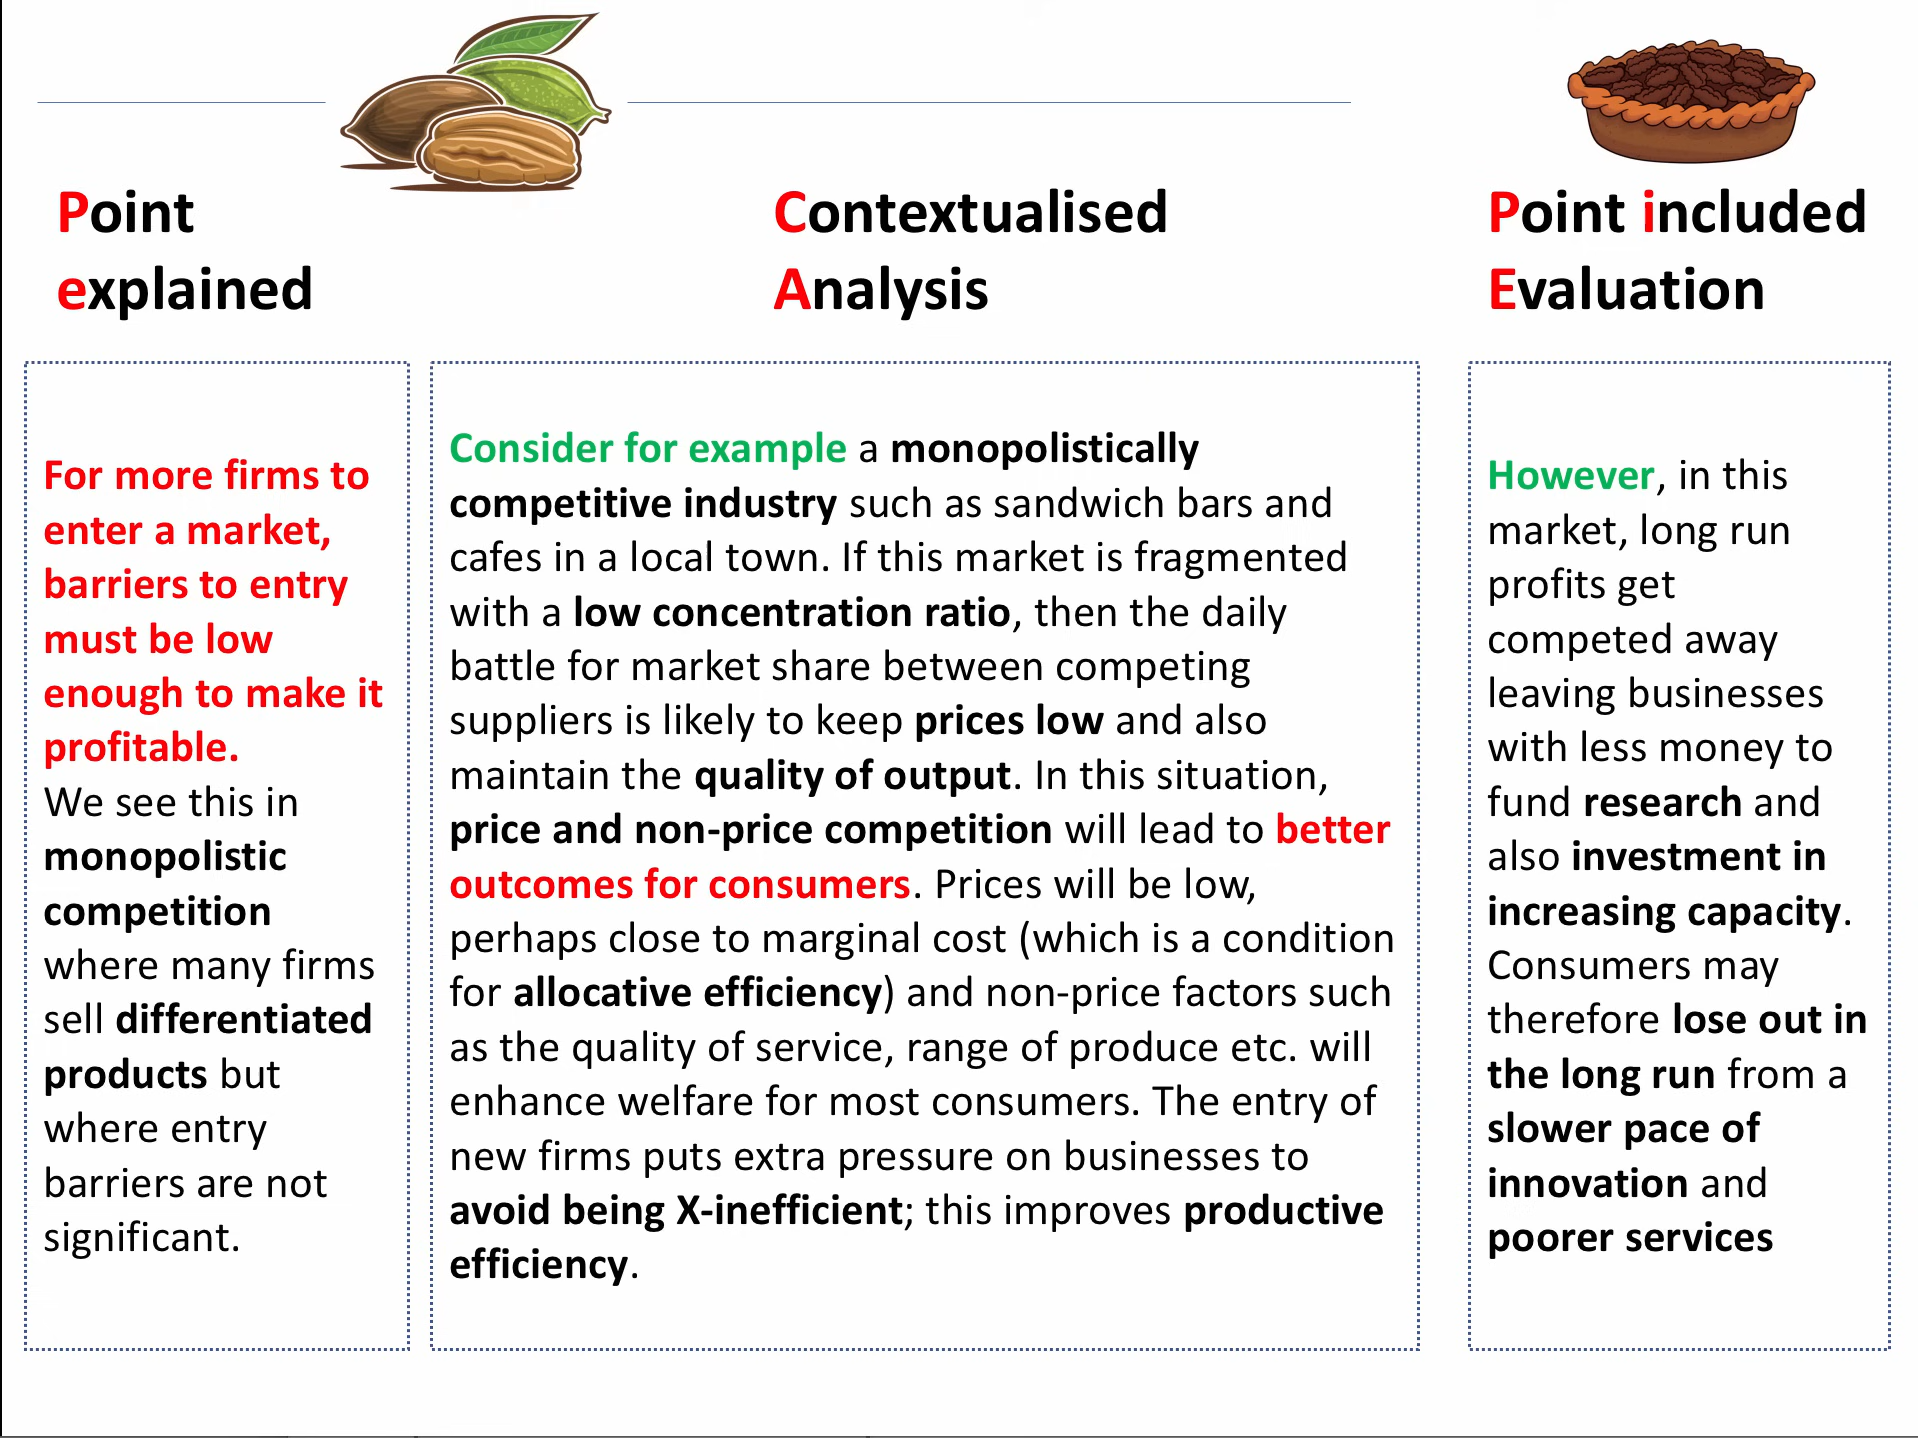 Point
explained
Contextualised
Analysis
Point included
Evaluation
For more firms to
enter a market,
barriers to entry
must be low
enough to make it
profitable.
We see this in
monopolistic
competition
where many firms
sell differentiated
products but
where entry
barriers are not
significant.
Consider for example a monopolistically
competitive industry such as sandwich bars and
cafes in a local town. If this market is fragmented
with a low concentration ratio, then the daily
battle for market share between competing
suppliers is likely to keep prices low and also
maintain the quality of output. In this situation,
price and non-price competition will lead to better
outcomes for consumers. Prices will be low,
perhaps close to marginal cost (which is a condition
for allocative efficiency) and non-price factors such
as the quality of service, range of produce etc. will
enhance welfare for most consumers. The entry of
new firms puts extra pressure on businesses to
avoid being X-inefficient; this improves productive
efficiency.
However, in this
market, long run
profits get
competed away
leaving businesses
with less money to
fund research and
also investment in
increasing capacity.
Consumers may
therefore lose out in
the long run from a
slower pace of
innovation and
poorer services